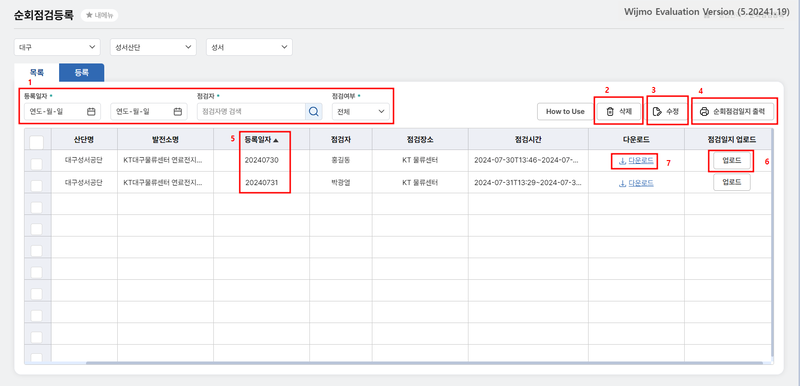 순회점검등록
★ 내메뉴
Wijmo Evaluation Version (5.20241.19)
대구
성서산단
성서
목록
등록
1
등록일자
점검자
점검여부
2
3
4
연도-월-일
연도-월-일
점검자명 검색
전체
How to Use
삭제
수정
순회점검일지 출력
5
산단명
발전소명
등록일자 ▲
점검자
점검장소
점검시간
다운로드
점검일지 업로드
대구성서공단
KT대구물류센터 연료전지...
20240730
홍길동
KT 물류센터
2024-07-30T13:46~2024-07-...
다운로드
7
업로드
6
대구성서공단
KT대구물류센터 연료전지...
20240731
박광열
KT 물류센터
2024-07-31T13:29~2024-07-3...
다운로드
업로드